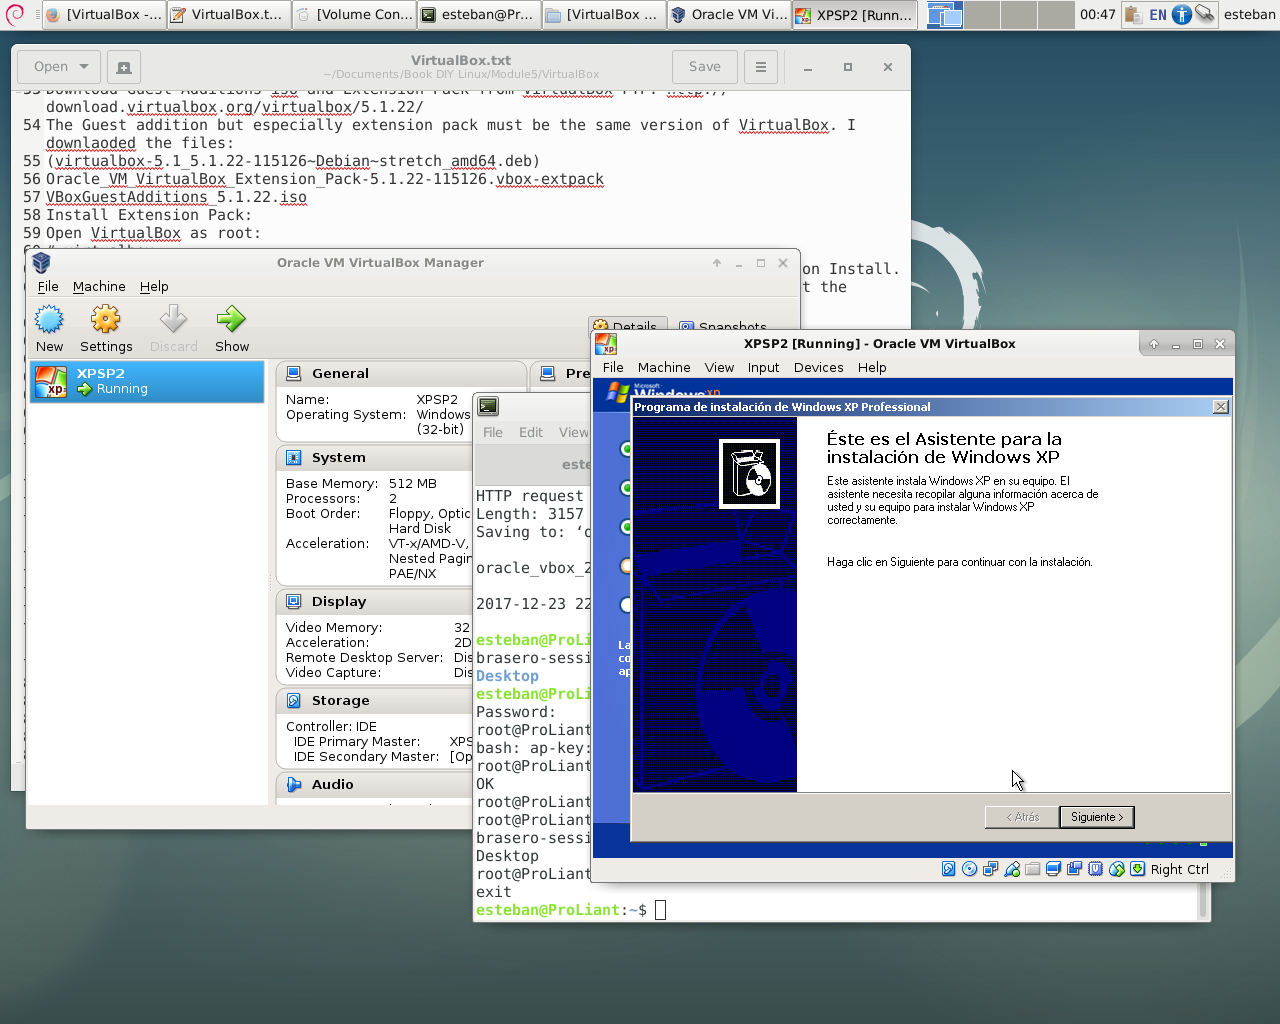 [VirtualBox -...
VirtualBox.t...
[Volume Con...
esteban@Pr...
[VirtualBox ...
Oracle VM Vi...
XPSP2 [Runn...
00:47
EN
esteban
Open
VirtualBox.txt
~/Documents/Book DIY Linux/Module5/VirtualBox
Save
download.virtualbox.org/virtualbox/5.1.22/
54 The Guest addition but especially extension pack must be the same version of VirtualBox. I
downlaoded the files:
55 (virtualbox-5.1_5.1.22-115126~Debian~stretch_amd64.deb)
56 Oracle_VM_VirtualBox_Extension_Pack-5.1.22-115126.vbox-extpack
57 VBoxGuestAdditions_5.1.22.iso
58 Install Extension Pack:
59 Open VirtualBox as root:
on Install.
t the
Oracle VM VirtualBox Manager
File Machine Help
New Settings Discard Show
Details Snapshots
XPSP2
Running
General
Pre
Name: XPSP2
Operating System: Windows
(32-bit)
System
Base Memory: 512 MB
Processors: 2
Boot Order: Floppy, Optic
Hard Disk
Acceleration: VT-x/AMD-V,
Nested Pagin
PAE/NX
Display
Video Memory: 32
Acceleration: 2D
Remote Desktop Server: Dis
Video Capture: Dis
Storage
Controller: IDE
IDE Primary Master: XPS
IDE Secondary Master: [Op
Audio
File Edit View
este
HTTP request
Length: 3157
Saving to: ‘o
oracle_vbox_2
2017-12-23 22
esteban@ProLi
brasero-sessi
Desktop
esteban@ProLi
Password:
root@ProLiant
bash: ap-key:
root@ProLiant
OK
root@ProLiant
root@ProLiant
brasero-sessi
Desktop
root@ProLiant
exit
esteban@ProLiant:~$
XPSP2 [Running] - Oracle VM VirtualBox
File Machine View Input Devices Help
Microsoft
Windows xp
Programa de instalación de Windows XP Professional
La
co
ap
Éste es el Asistente para la
instalación de Windows XP
Este asistente instala Windows XP en su equipo. El
asistente necesita recopilar alguna información acerca de
usted y su equipo para instalar Windows XP
correctamente.
Haga clic en Siguiente para continuar con la instalación.
< Atrás
Siguiente >
Right Ctrl